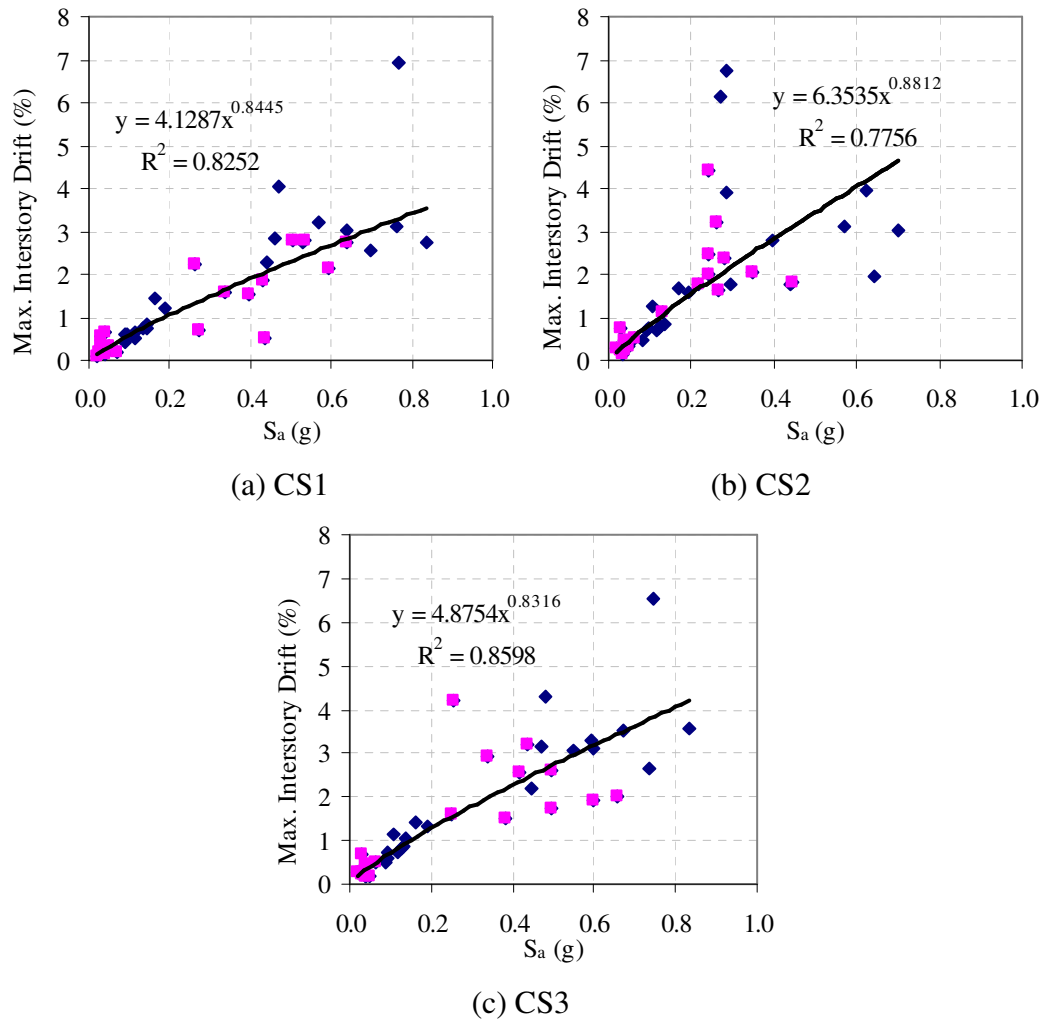 Max. Interstory Drift (%)
8
7
6
5
4
3
2
1
0
y = 4.1287x^0.8445
R^2 = 0.8252
0.0 0.2 0.4 0.6 0.8 1.0
Sa (g)
(a) CS1
Max. Interstory Drift (%)
8
7
6
5
4
3
2
1
0
y = 6.3535x^0.8812
R^2 = 0.7756
0.0 0.2 0.4 0.6 0.8 1.0
Sa (g)
(b) CS2
Max. Interstory Drift (%)
8
7
6
5
4
3
2
1
0
y = 4.8754x^0.8316
R^2 = 0.8598
0.0 0.2 0.4 0.6 0.8 1.0
Sa (g)
(c) CS3